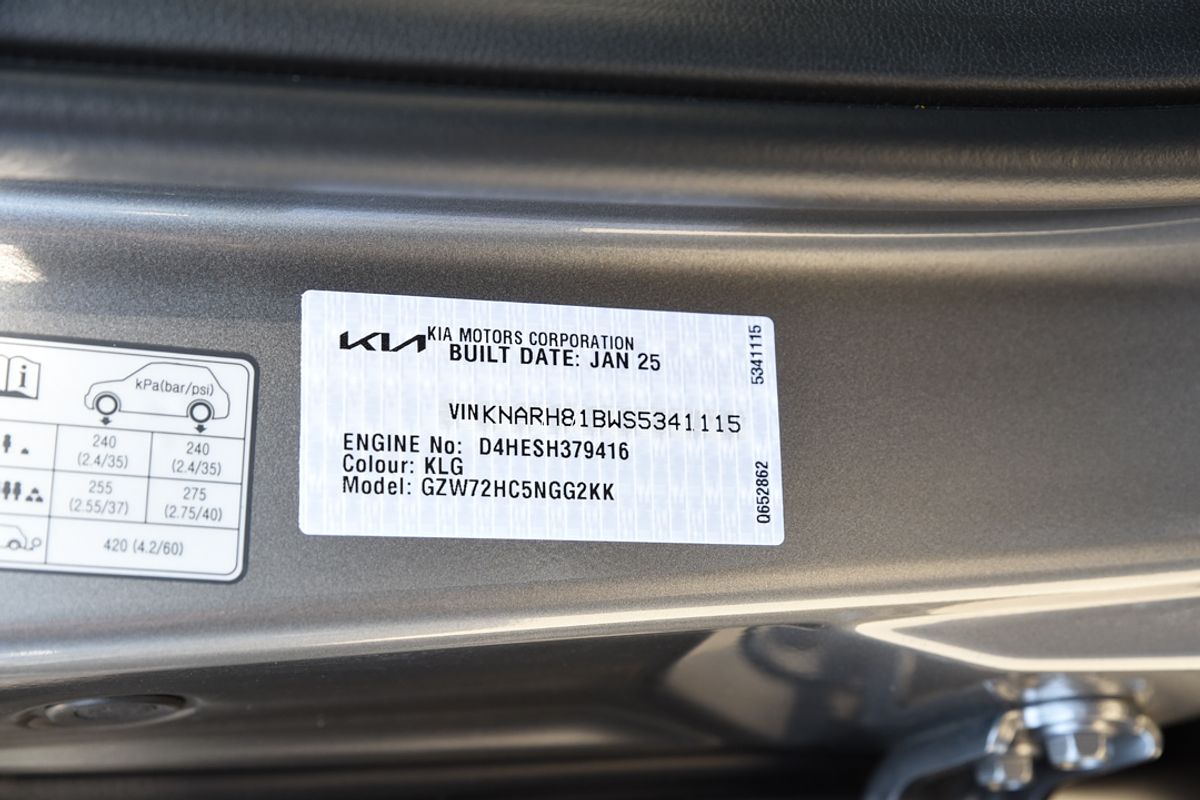 KIA KIA MOTORS CORPORATION
BUILT DATE: JAN 25
VIN KNARH81BWS5341115
ENGINE No: D4HESH379416
Colour: KLG
Model: GZW72HC5NGG2KK
5341115
0652862
i
kPa(bar/psi)
240 240
(2.4/35) (2.4/35)
255 275
(2.55/37) (2.75/40)
420 (4.2/60)